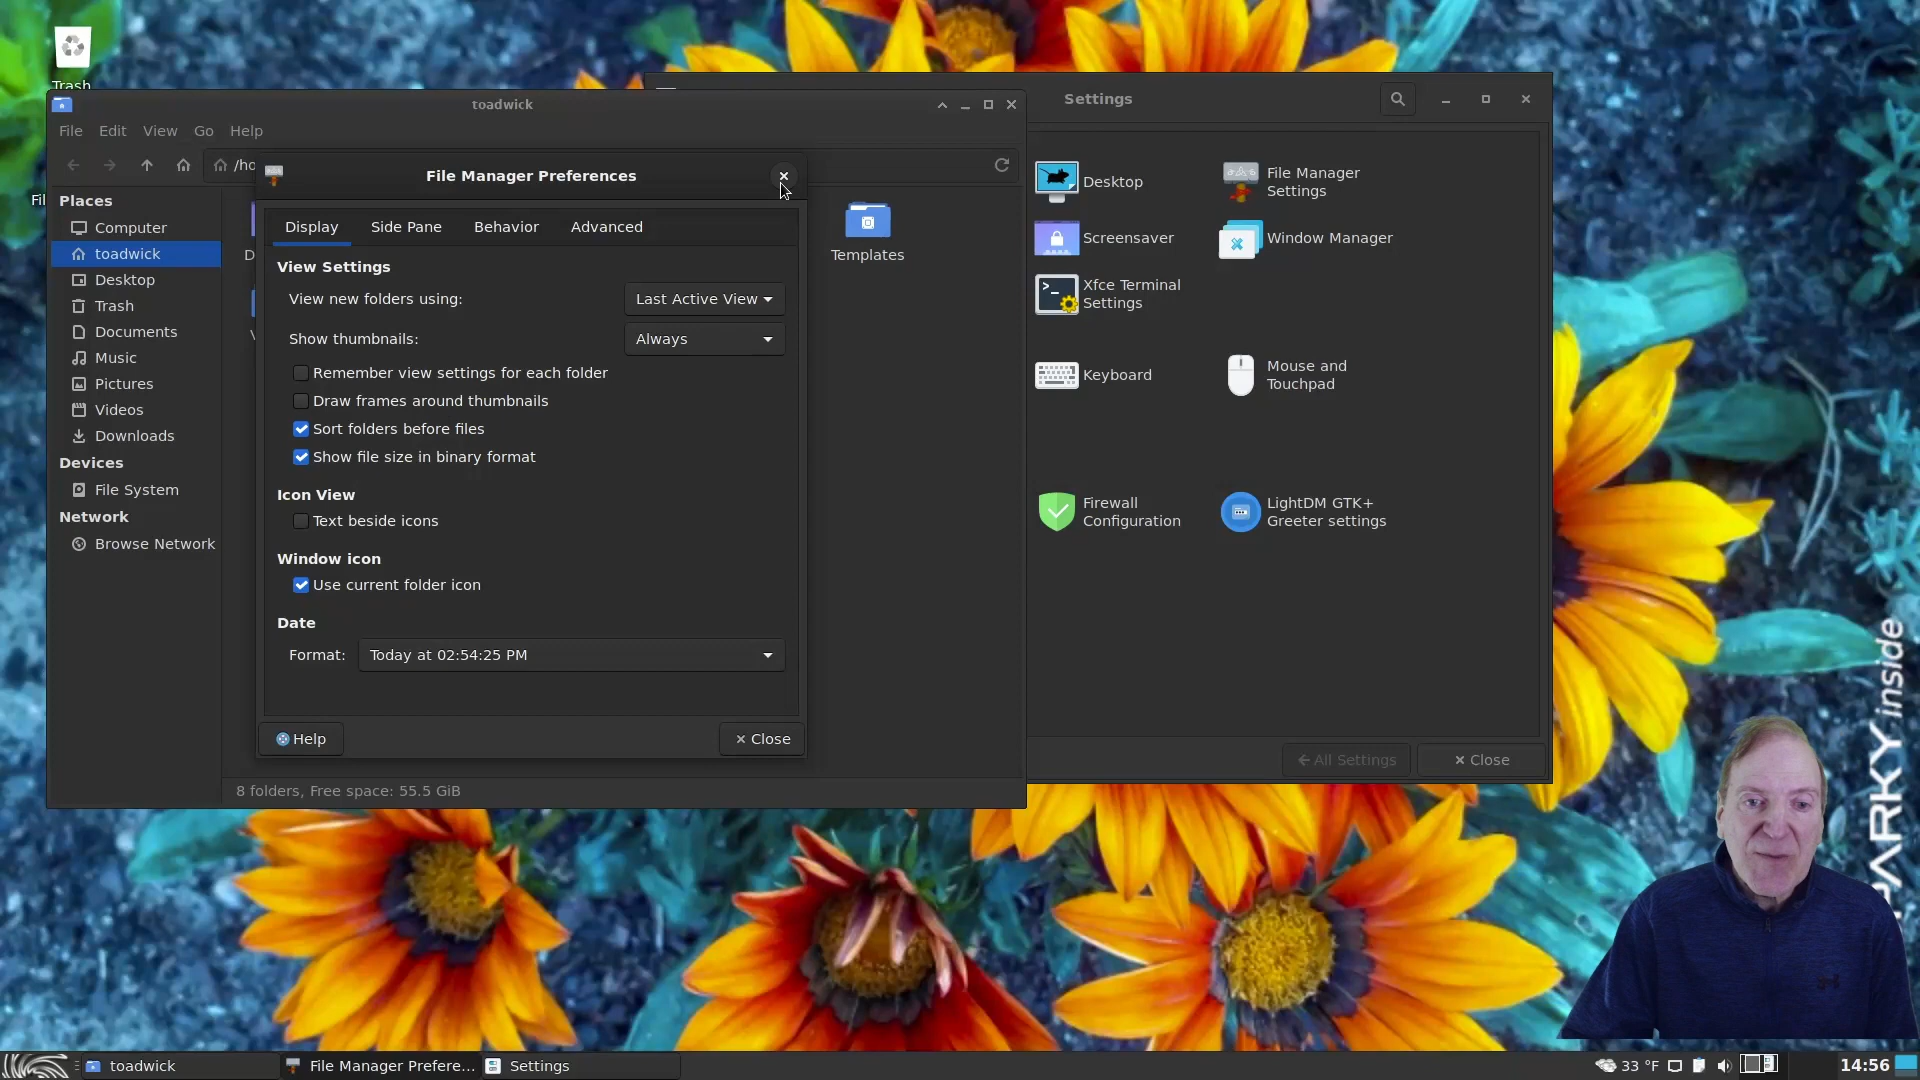 Trash
toadwick
File Edit View Go Help
/ho
Fil
Places
Computer
toadwick
Desktop
Trash
Documents
Music
Pictures
Videos
Downloads
Devices
File System
Network
Browse Network
D
V
Templates
8 folders, Free space: 55.5 GiB
File Manager Preferences
Display Side Pane Behavior Advanced
View Settings
View new folders using: Last Active View
Show thumbnails: Always
Remember view settings for each folder
Draw frames around thumbnails
Sort folders before files
Show file size in binary format
Icon View
Text beside icons
Window icon
Use current folder icon
Date
Format: Today at 02:54:25 PM
Help
Close
Settings
Desktop
File Manager
Settings
Screensaver
Window Manager
Xfce Terminal
Settings
Keyboard
Mouse and
Touchpad
Firewall
Configuration
LightDM GTK+
Greeter settings
All Settings
Close
PARKY inside
toadwick
File Manager Prefere...
Settings
33 °F
14:56